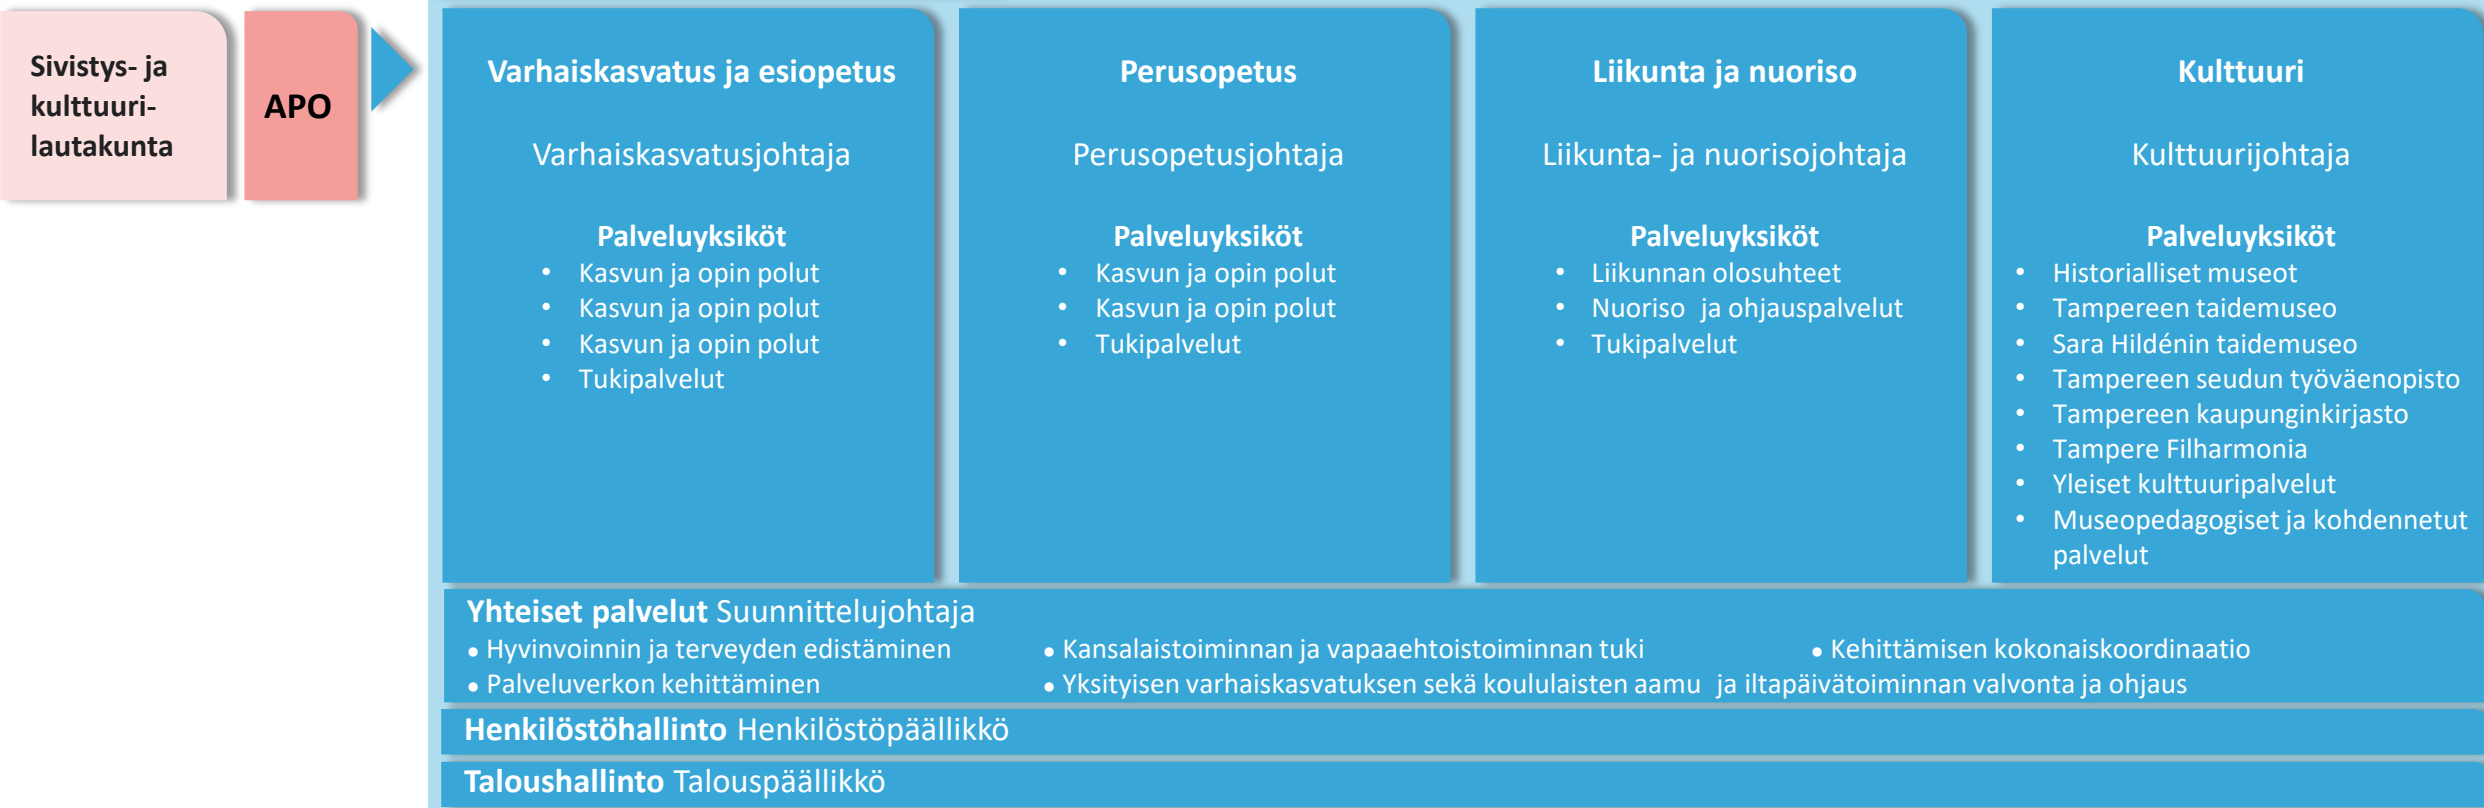 Sivistys- ja
kulttuuri-
lautakunta
APO
Varhaiskasvatus ja esiopetus
Varhaiskasvatusjohtaja
Palveluyksiköt
• Kasvun ja opin polut
• Kasvun ja opin polut
• Kasvun ja opin polut
• Tukipalvelut
Perusopetus
Perusopetusjohtaja
Palveluyksiköt
• Kasvun ja opin polut
• Kasvun ja opin polut
• Tukipalvelut
Liikunta ja nuoriso
Liikunta- ja nuorisojohtaja
Palveluyksiköt
• Liikunnan olosuhteet
• Nuoriso ja ohjauspalvelut
• Tukipalvelut
Kulttuuri
Kulttuurijohtaja
Palveluyksiköt
• Historialliset museot
• Tampereen taidemuseo
• Sara Hildénin taidemuseo
• Tampereen seudun työväenopisto
• Tampereen kaupunginkirjasto
• Tampere Filharmonia
• Yleiset kulttuuripalvelut
• Museopedagogiset ja kohdennetut
palvelut
Yhteiset palvelut Suunnittelujohtaja
• Hyvinvoinnin ja terveyden edistäminen • Kansalaistoiminnan ja vapaaehtoistoiminnan tuki • Kehittämisen kokonaiskoordinaatio
• Palveluverkon kehittäminen • Yksityisen varhaiskasvatuksen sekä koululaisten aamu ja iltapäivätoiminnan valvonta ja ohjaus
Henkilöstöhallinto Henkilöstöpäällikkö
Taloushallinto Talouspäällikkö